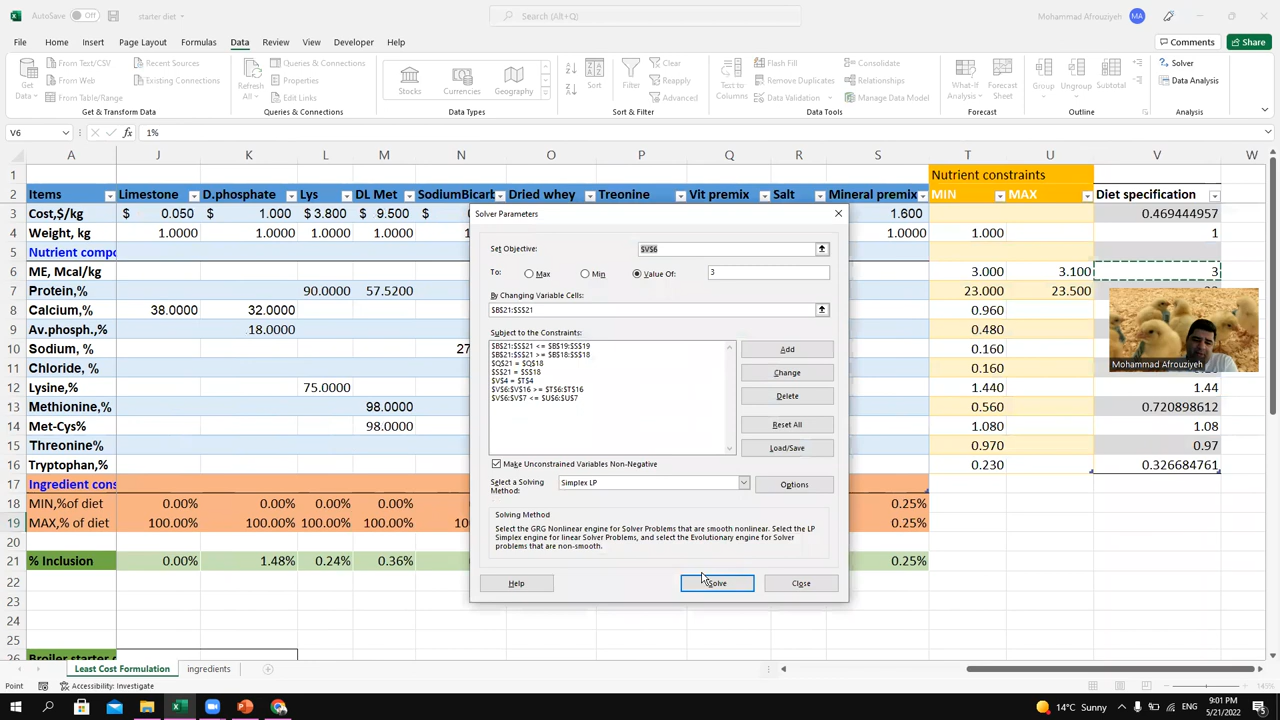 AutoSave Off starter diet Search (Alt+Q) Mohammad Afrouziyeh MA
File Home Insert Page Layout Formulas Data Review View Developer Help Comments Share
Get Data From Text/CSV From Web From Table/Range Recent Sources Existing Connections
Refresh All Queries & Connections Properties Edit Links
Stocks Currencies Geography
Sort Filter Clear Reapply Advanced
Text to Columns Flash Fill Remove Duplicates Data Validation Consolidate Relationships Manage Data Model
What-If Analysis Forecast Sheet Group Ungroup Subtotal Solver Data Analysis
Get & Transform Data Queries & Connections Data Types Sort & Filter Data Tools Forecast Outline Analysis
V6 fx 1%
A J K L M N O P Q R S T U V W
1 Nutrient constraints
2 Items Limestone D.phosphate Lys DL Met SodiumBicart Dried whey Treonine Vit premix Salt Mineral premix MIN MAX Diet specification
3 Cost,$/kg $ 0.050 $ 1.000 $ 3.800 $ 9.500 $ 1.600 0.469444957
4 Weight, kg 1.0000 1.0000 1.0000 1.0000 1.0000 1.000 1
5 Nutrient compo
6 ME, Mcal/kg 3.000 3.100 3
7 Protein,% 90.0000 57.5200 23.000 23.500
8 Calcium,% 38.0000 32.0000 0.960
9 Av.phosph.,% 18.0000 0.480
10 Sodium, % 27 0.160
11 Chloride, % 0.160
12 Lysine,% 75.0000 1.440 1.44
13 Methionine,% 98.0000 0.560 0.720898612
14 Met-Cys% 98.0000 1.080 1.08
15 Threonine% 0.970 0.97
16 Tryptophan,% 0.230 0.326684761
17 Ingredient cons
18 MIN,%of diet 0.00% 0.00% 0.00% 0.00% 0.25%
19 MAX,% of diet 100.00% 100.00% 100.00% 100.00% 10 0.25%
20
21 % Inclusion 0.00% 1.48% 0.24% 0.36% 0.25%
22
23
24
25
26 Broiler starter
Solver Parameters
Set Objective: $V$6
To: Max Min Value Of: 3
By Changing Variable Cells:
$B$21:$S$21
Subject to the Constraints:
$B$21:$S$21 <= $B$19:$S$19
$B$21:$S$21 >= $B$18:$S$18
$Q$21 = $Q$18
$S$21 = $S$18
$V$4 = $T$4
$V$6:$V$16 >= $T$6:$T$16
$V$6:$V$7 <= $U$6:$U$7
Add
Change
Delete
Reset All
Load/Save
Make Unconstrained Variables Non-Negative
Select a Solving Method: Simplex LP Options
Solving Method
Select the GRG Nonlinear engine for Solver Problems that are smooth nonlinear. Select the LP
Simplex engine for linear Solver Problems, and select the Evolutionary engine for Solver
problems that are non-smooth.
Help Solve Close
Mohammad Afrouziyeh
Least Cost Formulation ingredients
Point Accessibility: Investigate
14°C Sunny ENG 9:01 PM
5/21/2022